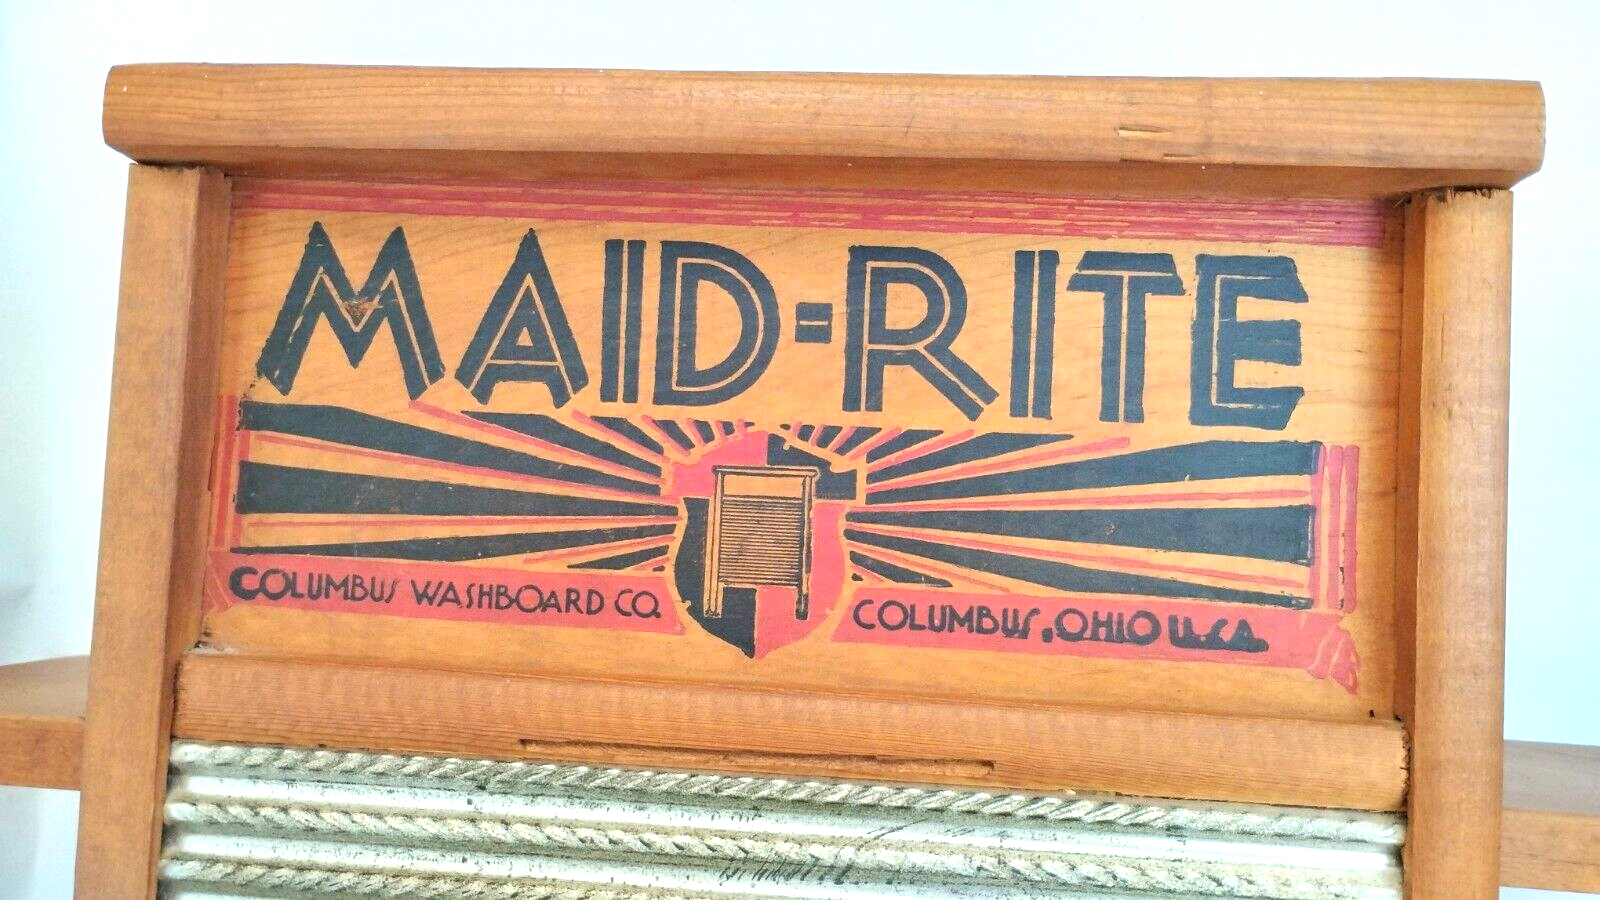 MAID=RITE
COLUMBUS WASHBOARD CO.
COLUMBUS, OHIO U.S.A.